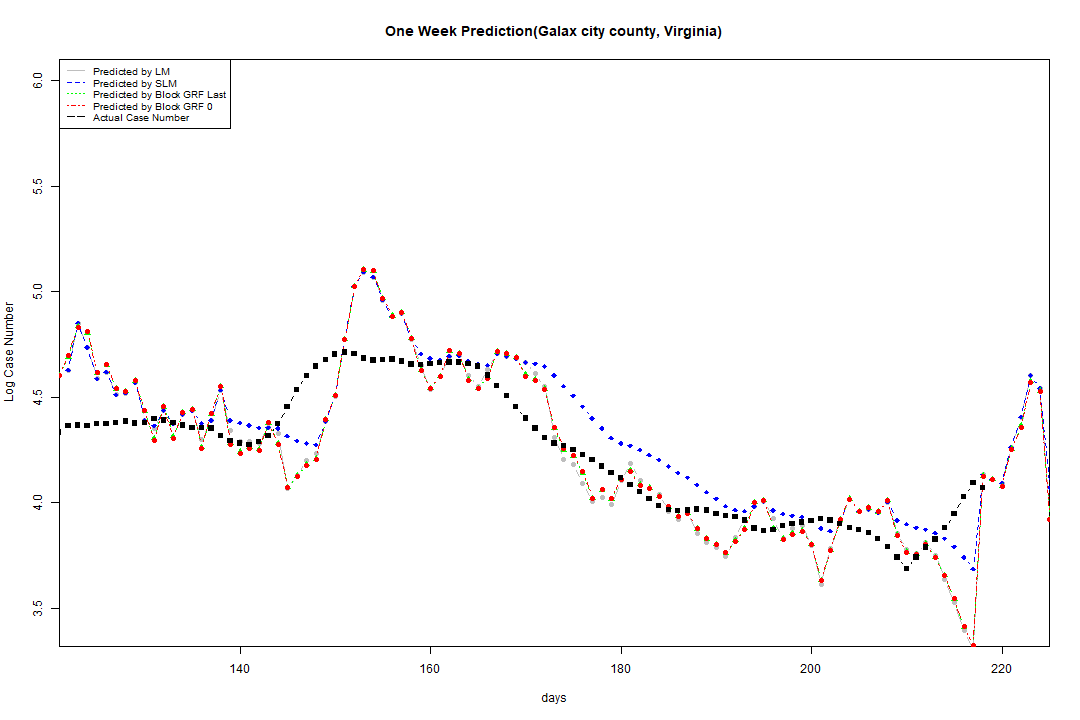 One Week Prediction(Galax city county, Virginia)
Predicted by LM
Predicted by SLM
Predicted by Block GRF Last
Predicted by Block GRF 0
Actual Case Number
6.0
5.5
5.0
4.5
4.0
3.5
Log Case Number
140 160 180 200 220
days